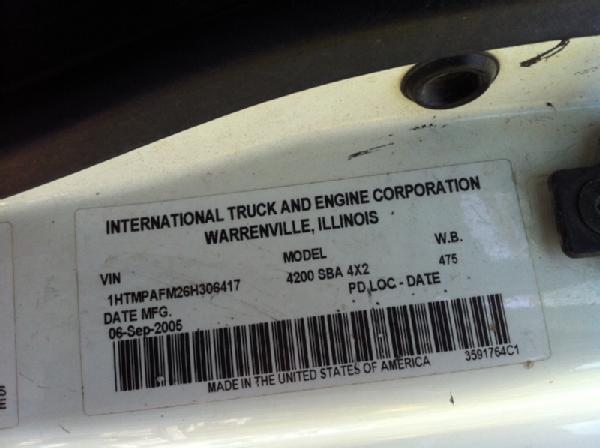 INTERNATIONAL TRUCK AND ENGINE CORPORATION
WARRENVILLE, ILLINOIS
VIN MODEL W.B.
1HTMPAFM26H306417 4200 SBA 4X2 475
DATE MFG. PD LOC - DATE
06-Sep-2005
MADE IN THE UNITED STATES OF AMERICA 3591764C1